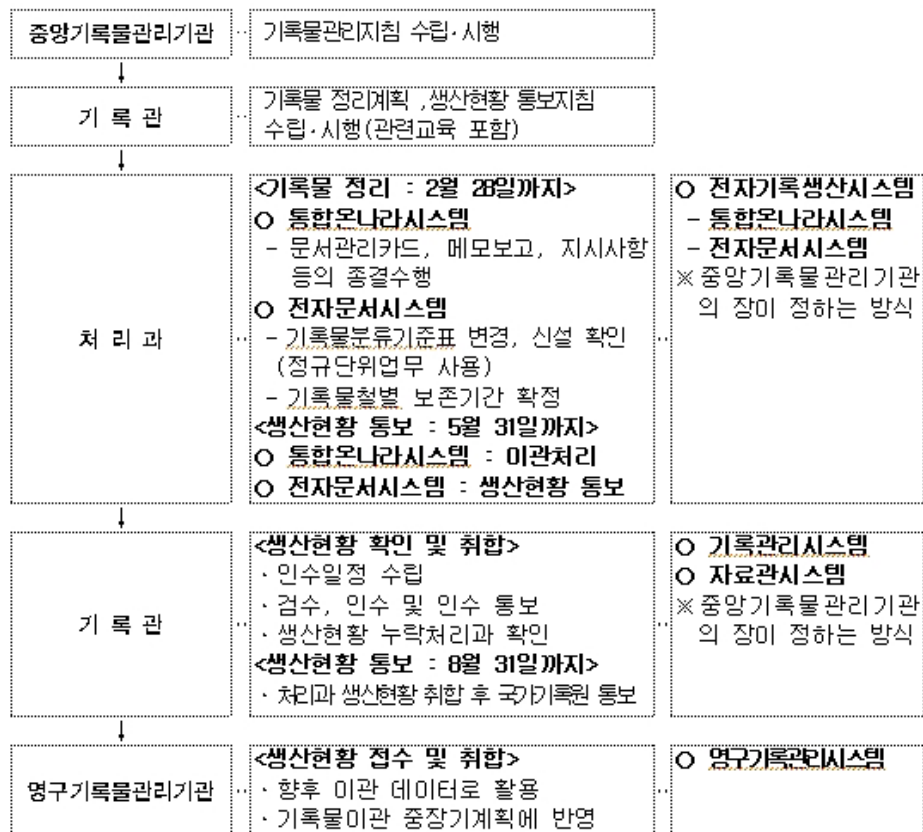 중앙기록물관리기관 ·· 기록물관리지침 수립·시행
↓
기 록 관 ·· 기록물 정리계획 ,생산현황 통보지침
수립·시행(관련교육 포함)
↓
처 리 과 ··
<기록물 정리 : 2월 28일까지>
○ 통합온나라시스템
- 문서관리카드, 메모보고, 지시사항
등의 종결수행
○ 전자문서시스템
- 기록물분류기준표 변경, 신설 확인
(정규단위업무 사용)
- 기록물철별 보존기간 확정
<생산현황 통보 : 5월 31일까지>
○ 통합온나라시스템 : 이관처리
○ 전자문서시스템 : 생산현황 통보
··
○ 전자기록생산시스템
- 통합온나라시스템
- 전자문서시스템
※ 중앙기록물관리기관
의 장이 정하는 방식
↓
기 록 관 ··
<생산현황 확인 및 취합>
· 인수일정 수립
· 검수, 인수 및 인수 통보
· 생산현황 누락처리과 확인
<생산현황 통보 : 8월 31일까지>
· 처리과 생산현황 취합 후 국가기록원 통보
··
○ 기록관리시스템
○ 자료관시스템
※ 중앙기록물관리기관
의 장이 정하는 방식
↓
영구기록물관리기관 ··
<생산현황 접수 및 취합>
· 향후 이관 데이터로 활용
· 기록물이관 중장기계획에 반영
··
○ 영구기록관리시스템